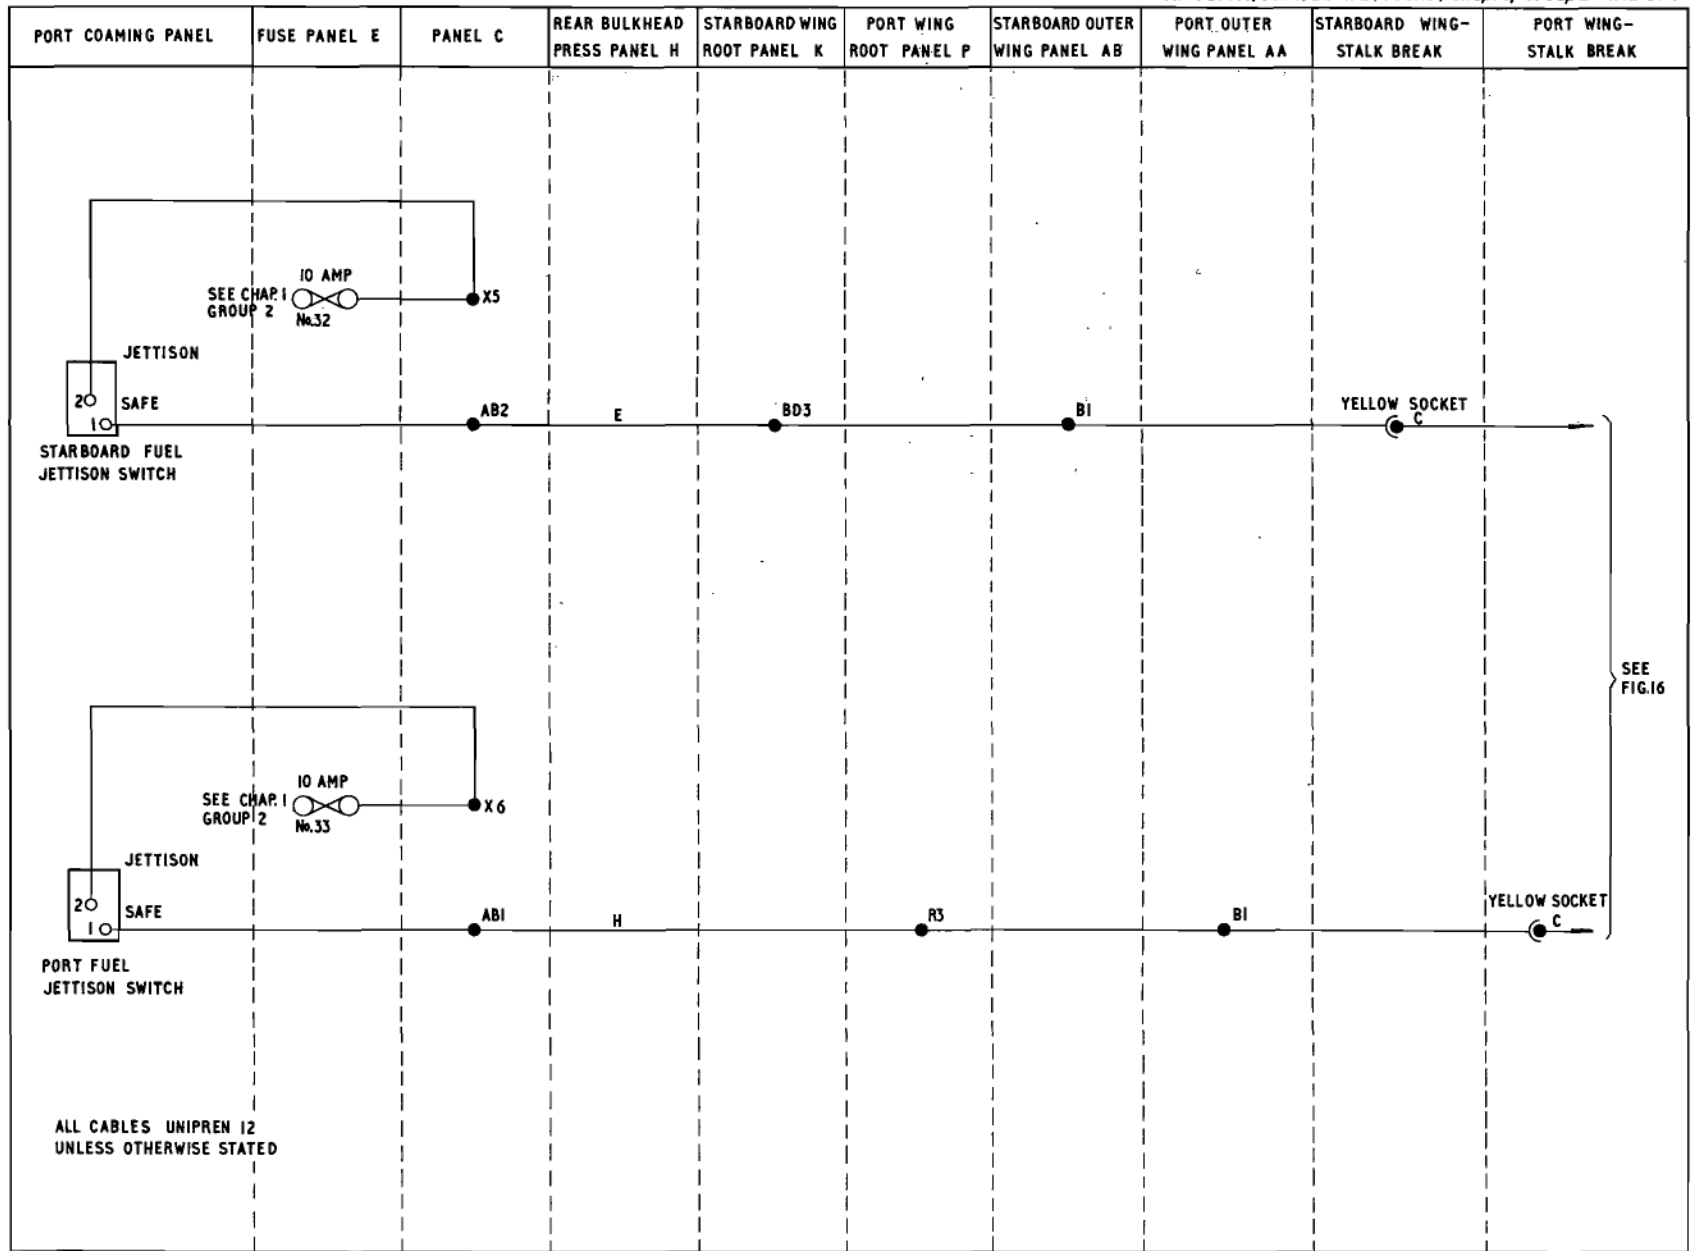 PORT COAMING PANEL
FUSE PANEL E
PANEL C
REAR BULKHEAD
PRESS PANEL H
STARBOARD WING
ROOT PANEL K
PORT WING
ROOT PANEL P
STARBOARD OUTER
WING PANEL AB
PORT OUTER
WING PANEL AA
STARBOARD WING-
STALK BREAK
PORT WING-
STALK BREAK
10 AMP
SEE CHAP. 1
GROUP 2
No.32
X5
JETTISON
2
SAFE
1
AB2
E
BD3
B1
YELLOW SOCKET
C
STARBOARD FUEL
JETTISON SWITCH
SEE
FIG.16
10 AMP
SEE CHAP. 1
GROUP 2
No.33
X6
JETTISON
2
SAFE
1
AB1
H
R3
B1
YELLOW SOCKET
C
PORT FUEL
JETTISON SWITCH
ALL CABLES UNIPREN 12
UNLESS OTHERWISE STATED